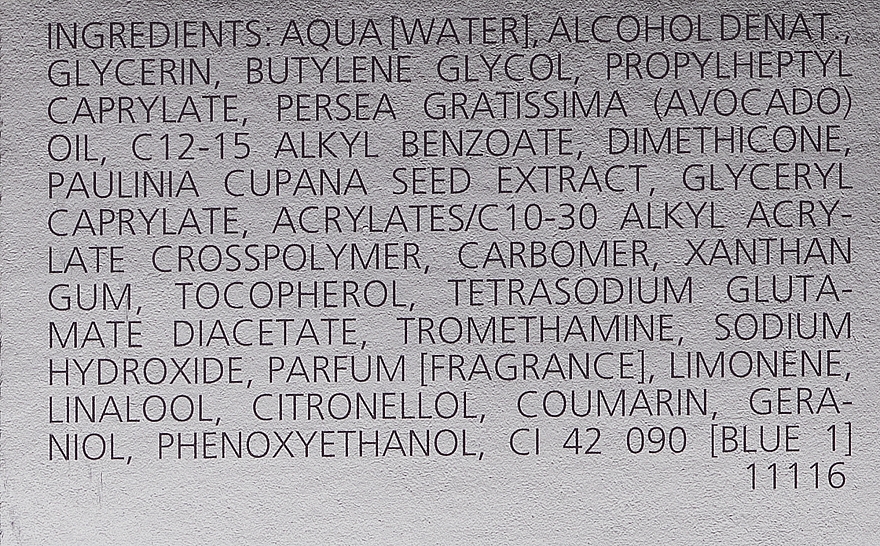 INGREDIENTS: AQUA [WATER], ALCOHOL DENAT.,
GLYCERIN, BUTYLENE GLYCOL, PROPYLHEPTYL
CAPRYLATE, PERSEA GRATISSIMA (AVOCADO)
OIL, C12-15 ALKYL BENZOATE, DIMETHICONE,
PAULINIA CUPANA SEED EXTRACT, GLYCERYL
CAPRYLATE, ACRYLATES/C10-30 ALKYL ACRY-
LATE CROSSPOLYMER, CARBOMER, XANTHAN
GUM, TOCOPHEROL, TETRASODIUM GLUTA-
MATE DIACETATE, TROMETHAMINE, SODIUM
HYDROXIDE, PARFUM [FRAGRANCE], LIMONENE,
LINALOOL, CITRONELLOL, COUMARIN, GERA-
NIOL, PHENOXYETHANOL, CI 42 090 [BLUE 1]
11116